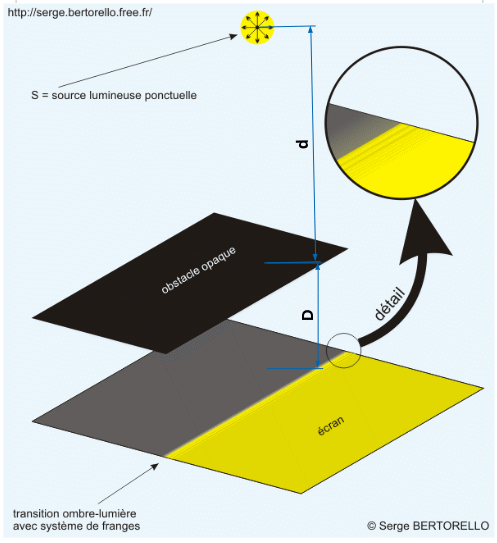 http://serge.bertorello.free.fr/
S = source lumineuse ponctuelle
d
obstacle opaque
D
détail
écran
transition ombre-lumière
avec système de franges
© Serge BERTORELLO